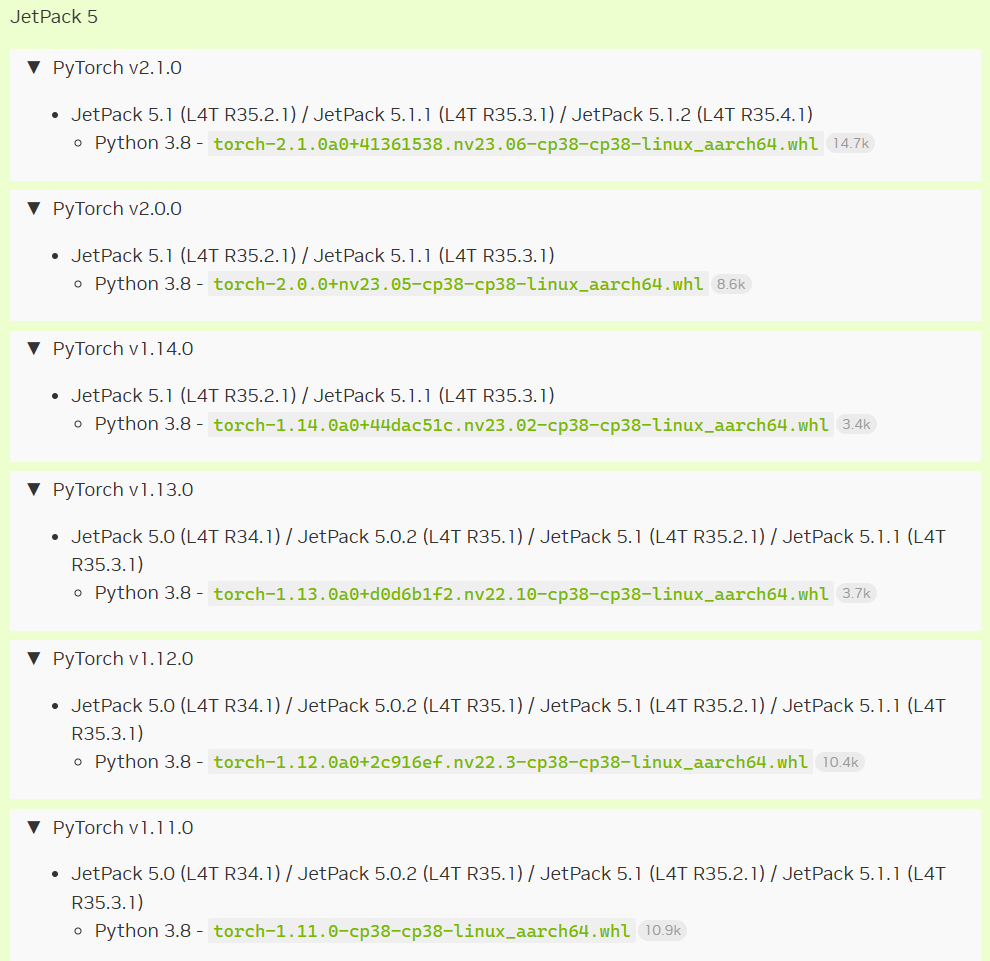 JetPack 5
▼ PyTorch v2.1.0
• JetPack 5.1 (L4T R35.2.1) / JetPack 5.1.1 (L4T R35.3.1) / JetPack 5.1.2 (L4T R35.4.1)
◦ Python 3.8 - torch-2.1.0a0+41361538.nv23.06-cp38-cp38-linux_aarch64.whl 14.7k
▼ PyTorch v2.0.0
• JetPack 5.1 (L4T R35.2.1) / JetPack 5.1.1 (L4T R35.3.1)
◦ Python 3.8 - torch-2.0.0+nv23.05-cp38-cp38-linux_aarch64.whl 8.6k
▼ PyTorch v1.14.0
• JetPack 5.1 (L4T R35.2.1) / JetPack 5.1.1 (L4T R35.3.1)
◦ Python 3.8 - torch-1.14.0a0+44dac51c.nv23.02-cp38-cp38-linux_aarch64.whl 3.4k
▼ PyTorch v1.13.0
• JetPack 5.0 (L4T R34.1) / JetPack 5.0.2 (L4T R35.1) / JetPack 5.1 (L4T R35.2.1) / JetPack 5.1.1 (L4T
R35.3.1)
◦ Python 3.8 - torch-1.13.0a0+d0d6b1f2.nv22.10-cp38-cp38-linux_aarch64.whl 3.7k
▼ PyTorch v1.12.0
• JetPack 5.0 (L4T R34.1) / JetPack 5.0.2 (L4T R35.1) / JetPack 5.1 (L4T R35.2.1) / JetPack 5.1.1 (L4T
R35.3.1)
◦ Python 3.8 - torch-1.12.0a0+2c916ef.nv22.3-cp38-cp38-linux_aarch64.whl 10.4k
▼ PyTorch v1.11.0
• JetPack 5.0 (L4T R34.1) / JetPack 5.0.2 (L4T R35.1) / JetPack 5.1 (L4T R35.2.1) / JetPack 5.1.1 (L4T
R35.3.1)
◦ Python 3.8 - torch-1.11.0-cp38-cp38-linux_aarch64.whl 10.9k